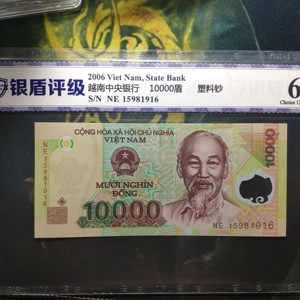 2006 Viet Nam, State Bank
银盾评级
越南中央银行 10000盾 塑料钞
S/N NE 15981916
6
Choice U
CỘNG HÒA XÃ HỘI CHỦ NGHĨA
VIỆT NAM
NE 15981916
MƯỜI NGHÌN
ĐỒNG
10000
10000
NE 15981916